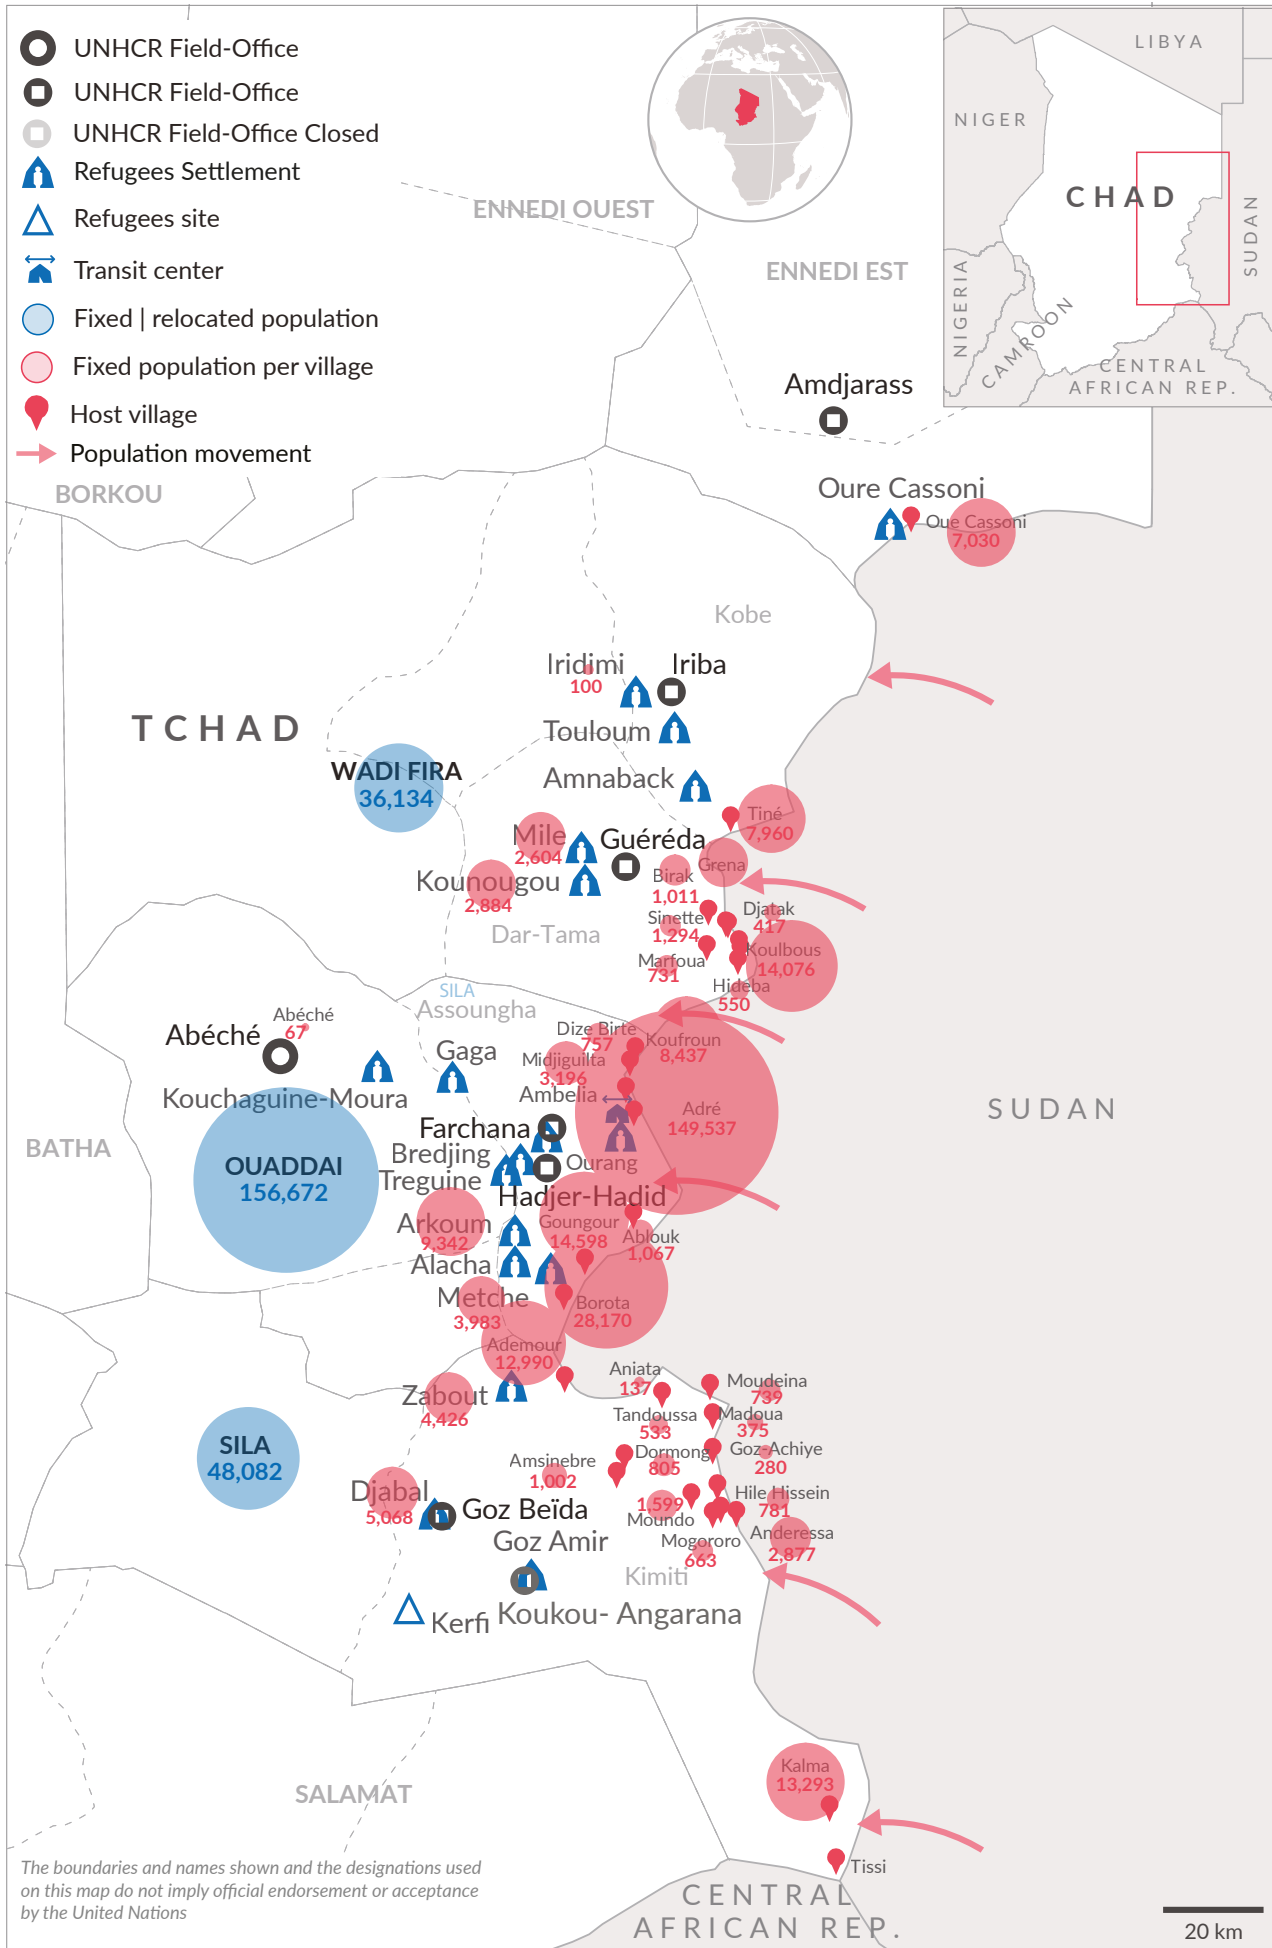 UNHCR Field-Office
UNHCR Field-Office
UNHCR Field-Office Closed
Refugees Settlement
Refugees site
Transit center
Fixed | relocated population
Fixed population per village
Host village
Population movement
LIBYA
NIGER
CHAD
SUDAN
NIGERIA
CAMROON
CENTRAL
AFRICAN REP.
ENNEDI OUEST
ENNEDI EST
BORKOU
Amdjarass
Oure Cassoni
Oue Cassoni
7,030
Kobe
Iridimi
100
Iriba
TCHAD
Touloum
WADI FIRA
36,134
Amnaback
Tiné
7,960
Mile
2,604
Guéréda
Grena
Kounougou
2,884
Birak
1,011
Sinette
1,294
Djatak
417
Dar-Tama
Koulbous
14,076
Marfoua
731
Hideba
550
SILA
Assoungha
Abéché
67
Abéché
Dize Birte
757
Koufroun
8,437
Gaga
Midjiguilta
3,196
Kouchaguine-Moura
Ambelia
Adré
149,537
SUDAN
Farchana
BATHA
Bredjing
Ourang
OUADDAI
156,672
Treguine
Hadjer-Hadid
Arkoum
9,342
Goungour
14,598
Ablouk
1,067
Alacha
Metche
3,983
Borota
28,170
Ademour
12,990
Aniata
137
Moudeina
739
Zabout
4,426
Tandoussa
533
Madoua
375
SILA
48,082
Amsinebre
1,002
Dormong
805
Goz-Achiye
280
Djabal
5,068
Goz Beïda
1,599
Moundo
Hile Hissein
781
Goz Amir
Mogororo
663
Anderessa
2,877
Kimiti
Kerfi
Koukou- Angarana
Kalma
13,293
SALAMAT
Tissi
The boundaries and names shown and the designations used
on this map do not imply official endorsement or acceptance
by the United Nations
CENTRAL
AFRICAN REP.
20 km